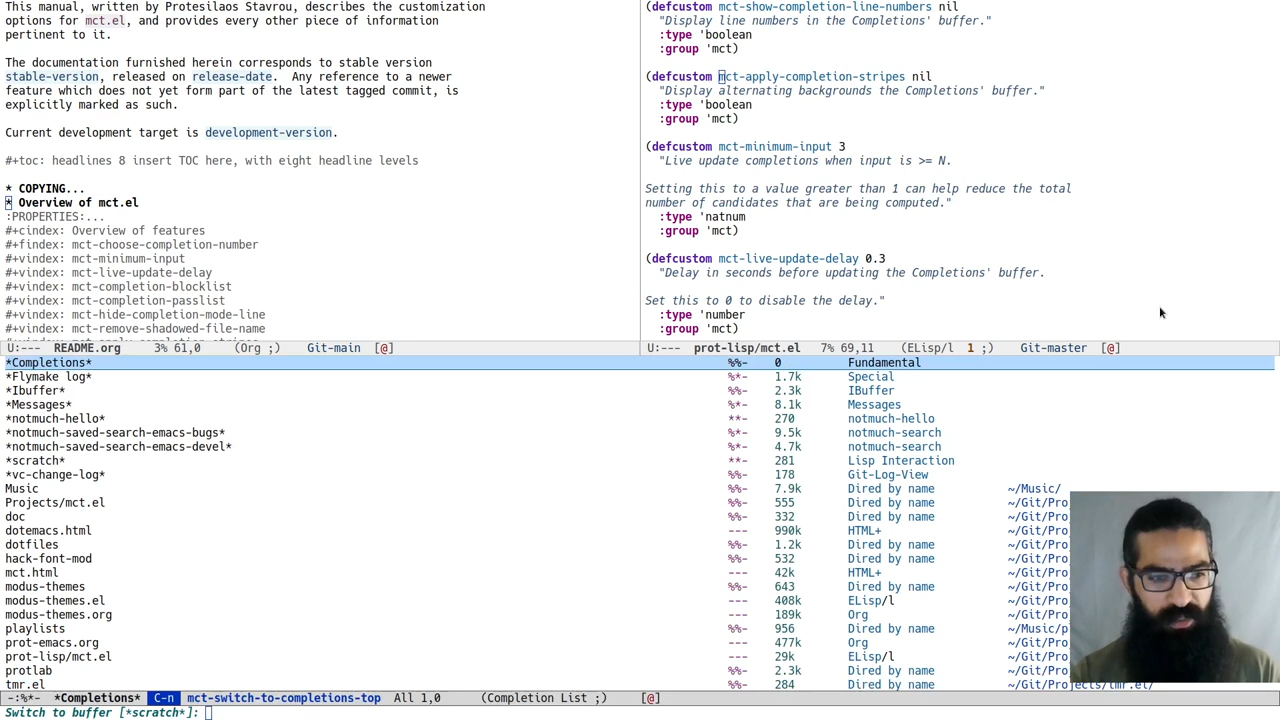 This manual, written by Protesilaos Stavrou, describes the customization
options for mct.el, and provides every other piece of information
pertinent to it.
The documentation furnished herein corresponds to stable version
stable-version, released on release-date.  Any reference to a newer
feature which does not yet form part of the latest tagged commit, is
explicitly marked as such.
Current development target is development-version.
#+toc: headlines 8 insert TOC here, with eight headline levels
* COPYING...
* Overview of mct.el
:PROPERTIES:...
#+cindex: Overview of features
#+findex: mct-choose-completion-number
#+vindex: mct-minimum-input
#+vindex: mct-live-update-delay
#+vindex: mct-completion-blocklist
#+vindex: mct-completion-passlist
#+vindex: mct-hide-completion-mode-line
#+vindex: mct-remove-shadowed-file-name
U:---  README.org     3% 61,0    (Org ;)    Git-main  [@]
(defcustom mct-show-completion-line-numbers nil
"Display line numbers in the Completions' buffer."
:type 'boolean
:group 'mct)
(defcustom mct-apply-completion-stripes nil
"Display alternating backgrounds the Completions' buffer."
:type 'boolean
:group 'mct)
(defcustom mct-minimum-input 3
"Live update completions when input is >= N.
Setting this to a value greater than 1 can help reduce the total
number of candidates that are being computed."
:type 'natnum
:group 'mct)
(defcustom mct-live-update-delay 0.3
"Delay in seconds before updating the Completions' buffer.
Set this to 0 to disable the delay."
:type 'number
:group 'mct)
U:---  prot-lisp/mct.el   7% 69,11   (ELisp/l  1 ;)    Git-master  [@]
*Completions* %%- 0 Fundamental
*Flymake log* %*- 1.7k Special
*Ibuffer* %*- 2.3k IBuffer
*Messages* %*- 8.1k Messages
*notmuch-hello* **- 270 notmuch-hello
*notmuch-saved-search-emacs-bugs* %*- 9.5k notmuch-search
*notmuch-saved-search-emacs-devel* %*- 4.7k notmuch-search
*scratch* **- 281 Lisp Interaction
*vc-change-log* %%- 178 Git-Log-View
Music %%- 7.9k Dired by name ~/Music/
Projects/mct.el %%- 555 Dired by name ~/Git/Pro
doc %%- 332 Dired by name ~/Git/Pro
dotemacs.html --- 990k HTML+ ~/Git/Pro
dotfiles %%- 1.2k Dired by name ~/Git/Pro
hack-font-mod %%- 532 Dired by name ~/Git/Pro
mct.html --- 42k HTML+ ~/Git/Pro
modus-themes %%- 643 Dired by name ~/Git/Pro
modus-themes.el --- 408k ELisp/l ~/Git/Pro
modus-themes.org --- 189k Org ~/Git/Pro
playlists %%- 956 Dired by name ~/Music/p
prot-emacs.org --- 477k Org ~/Git/Pro
prot-lisp/mct.el --- 29k ELisp/l ~/Git/Pro
protlab %%- 2.3k Dired by name ~/Git/Pro
tmr.el %%- 284 Dired by name ~/Git/Projects/tmr.el/
-:%*-  *Completions* C-n mct-switch-to-completions-top  All 1,0     (Completion List ;)     [@]
Switch to buffer [*scratch*]: